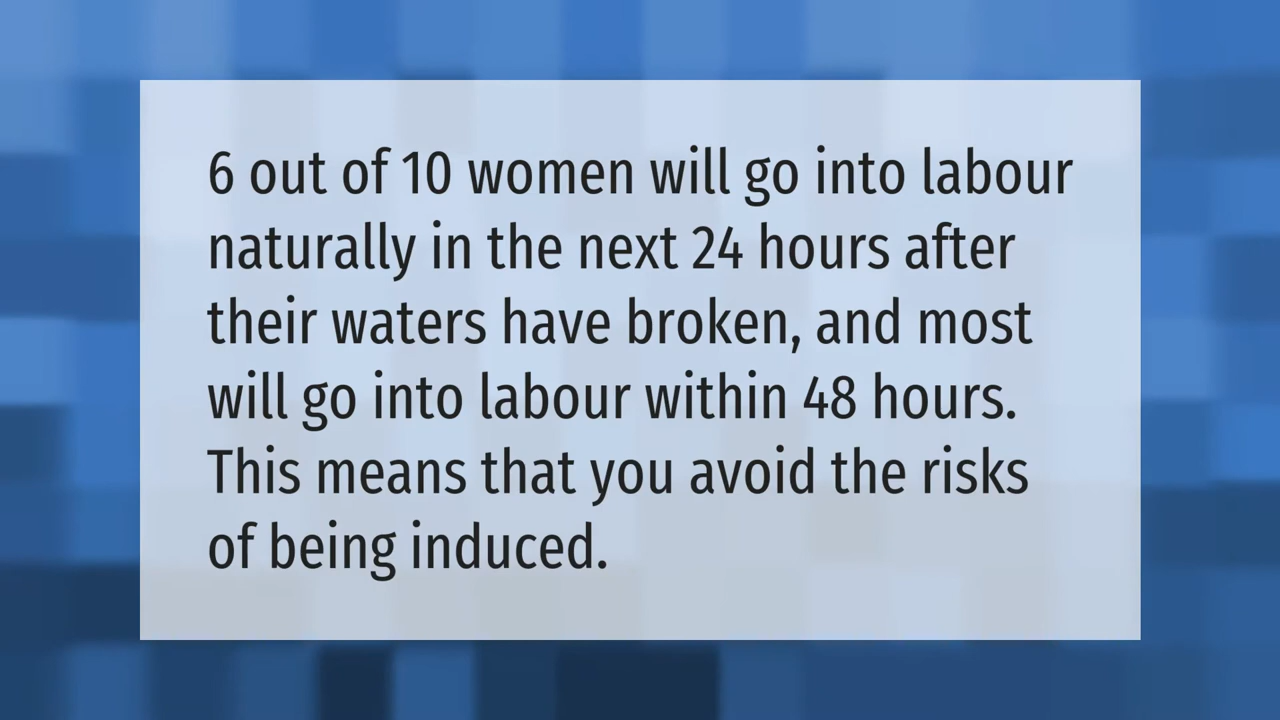 6 out of 10 women will go into labour
naturally in the next 24 hours after
their waters have broken, and most
will go into labour within 48 hours.
This means that you avoid the risks
of being induced.